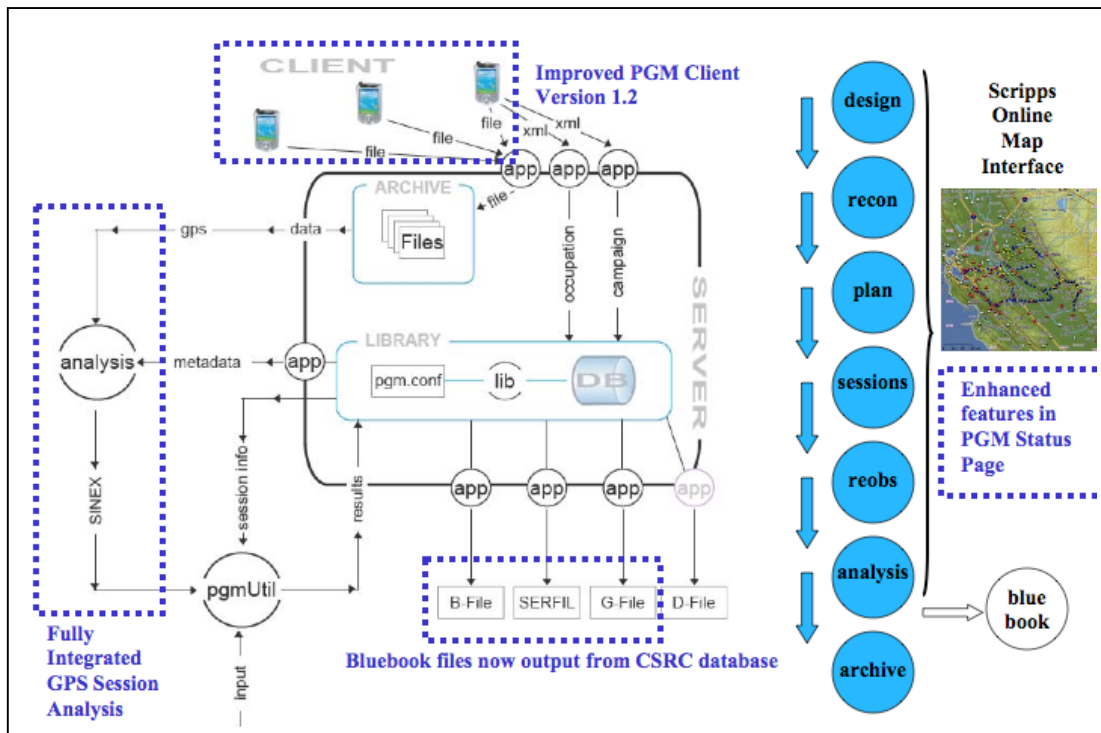 CLIENT
Improved PGM Client
Version 1.2
file
file
file
xml
xml
app
app
app
ARCHIVE
file
Files
gps
data
occupation
campaign
SERVER
analysis
metadata
app
LIBRARY
pgm.conf
lib
DB
SINEX
session info
results
app
app
app
app
pgmUtil
B-File
SERFIL
G-File
D-File
Bluebook files now output from CSRC database
Fully
Integrated
GPS Session
Analysis
Input
design
recon
plan
sessions
reobs
analysis
archive
Scripps
Online
Map
Interface
Enhanced
features in
PGM Status
Page
blue
book